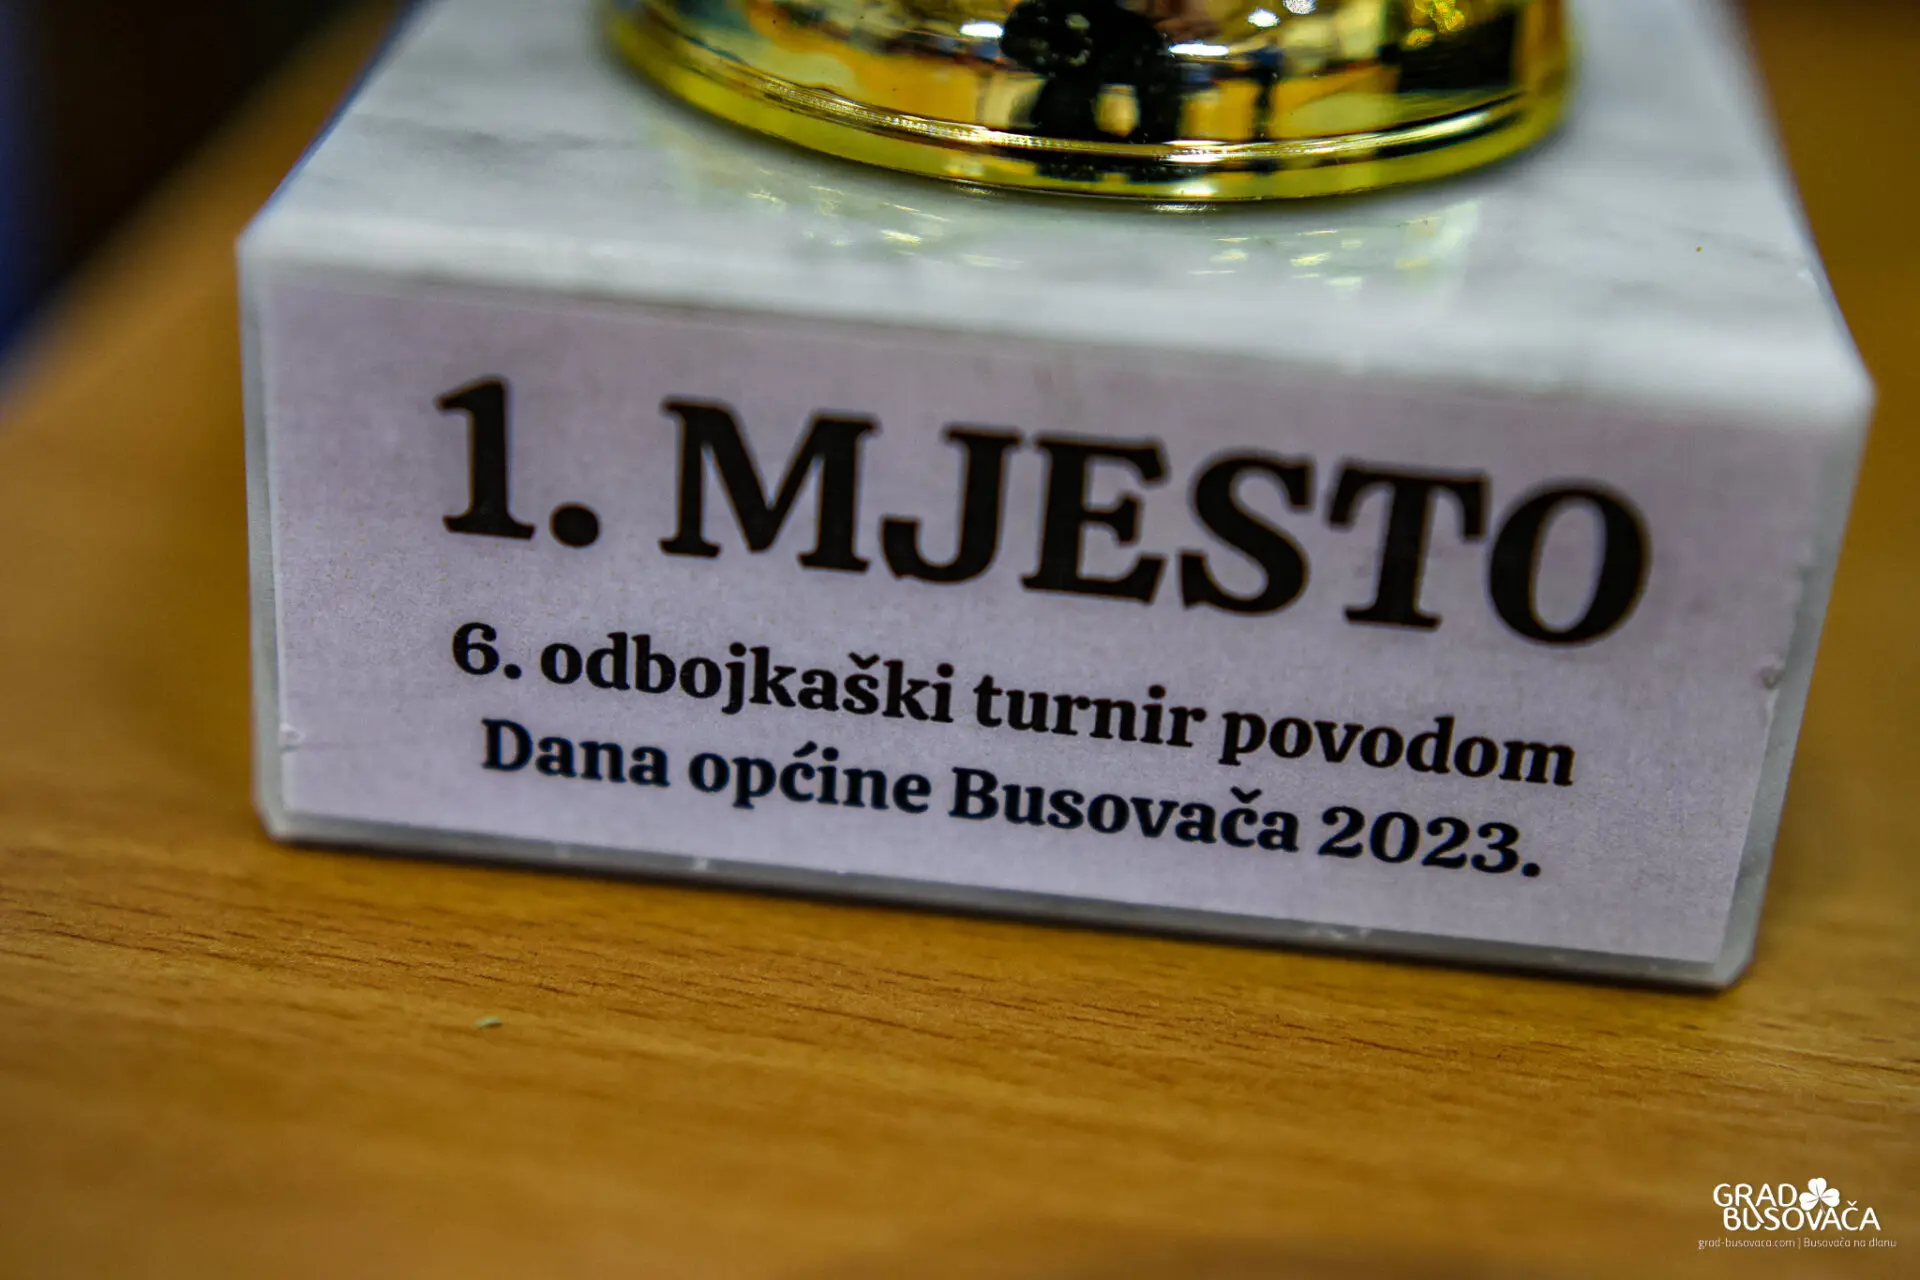 1. MJESTO
6. odbojkaški turnir povodom
Dana općine Busovača 2023.
GRAD
BUSOVAČA
grad-busovaca.com | Busovača na dlanu